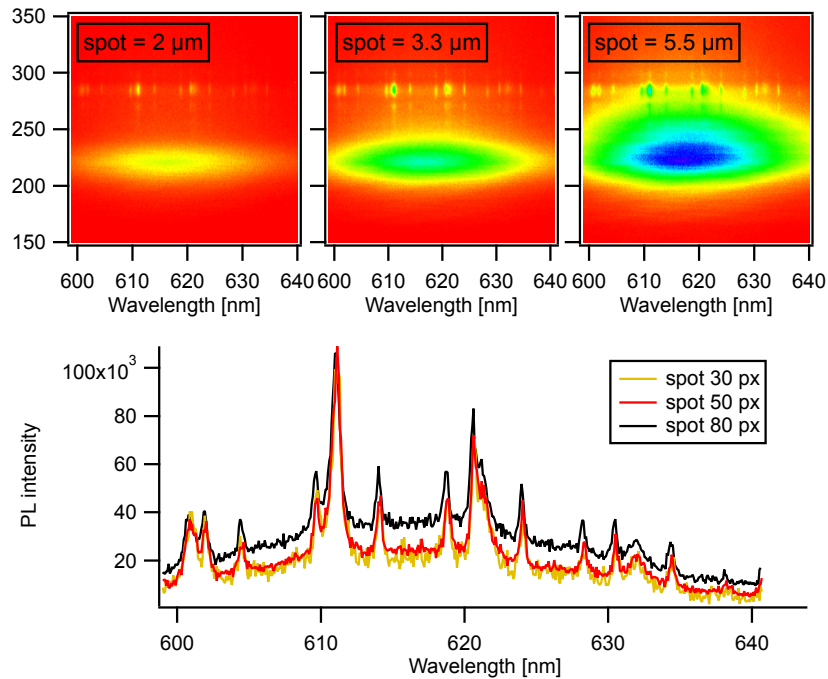 350
300
250
200
150
spot = 2 µm
spot = 3.3 µm
spot = 5.5 µm
600 610 620 630 640
600 610 620 630 640
600 610 620 630 640
Wavelength [nm]
Wavelength [nm]
Wavelength [nm]
PL intensity
100x10³
80
60
40
20
spot 30 px
spot 50 px
spot 80 px
600 610 620 630 640
Wavelength [nm]